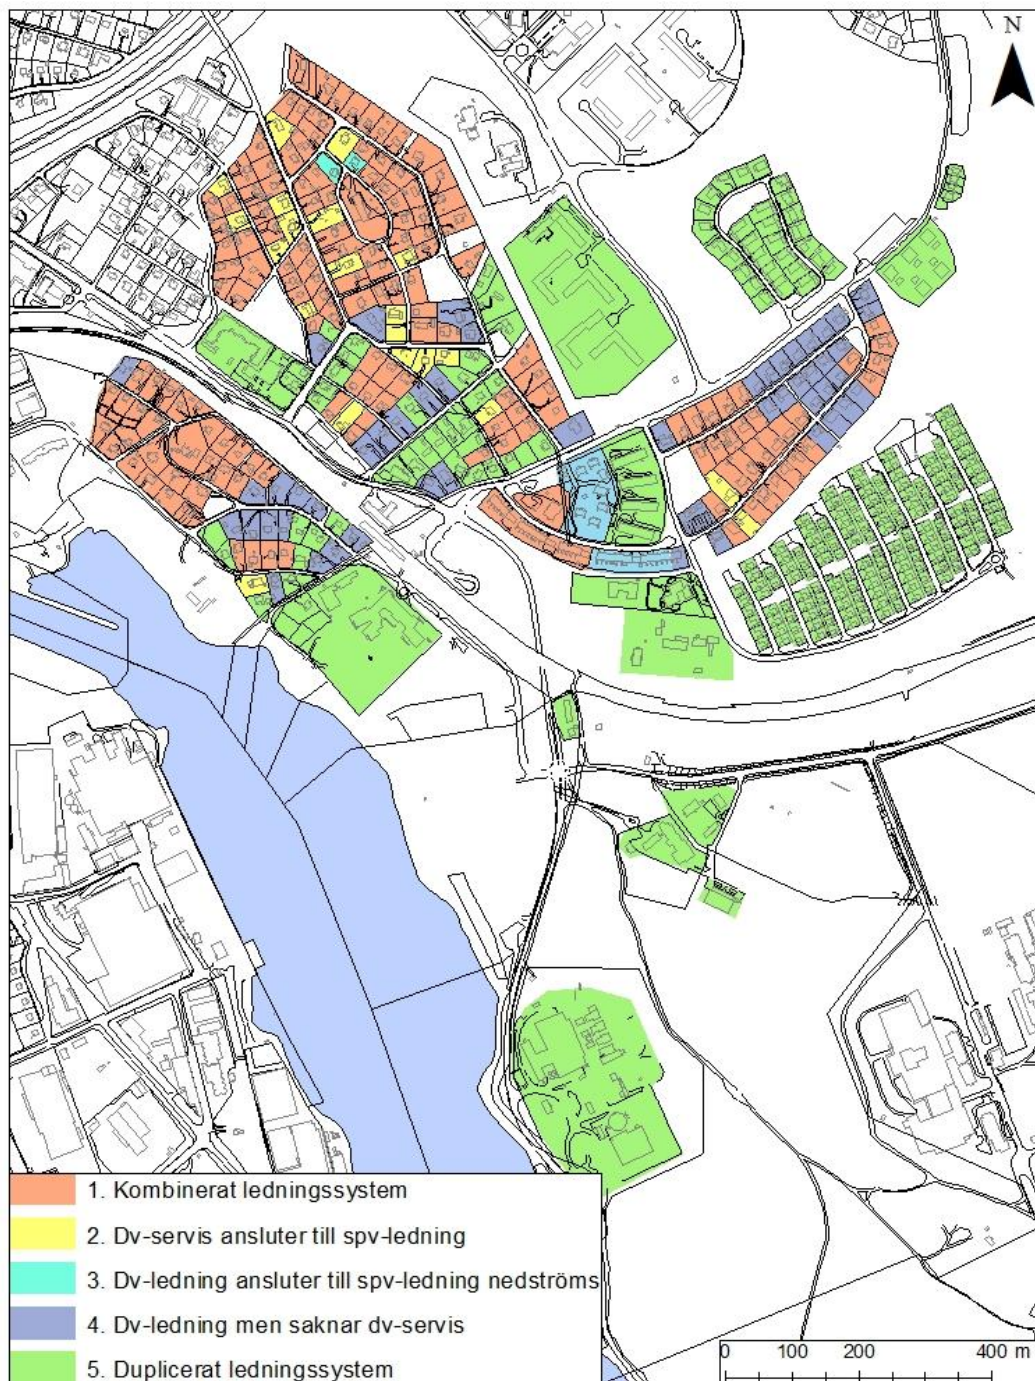 N
1. Kombinerat ledningssystem
2. Dv-servis ansluter till spv-ledning
3. Dv-ledning ansluter till spv-ledning nedströms
4. Dv-ledning men saknar dv-servis
5. Duplicerat ledningssystem
0 100 200 400 m